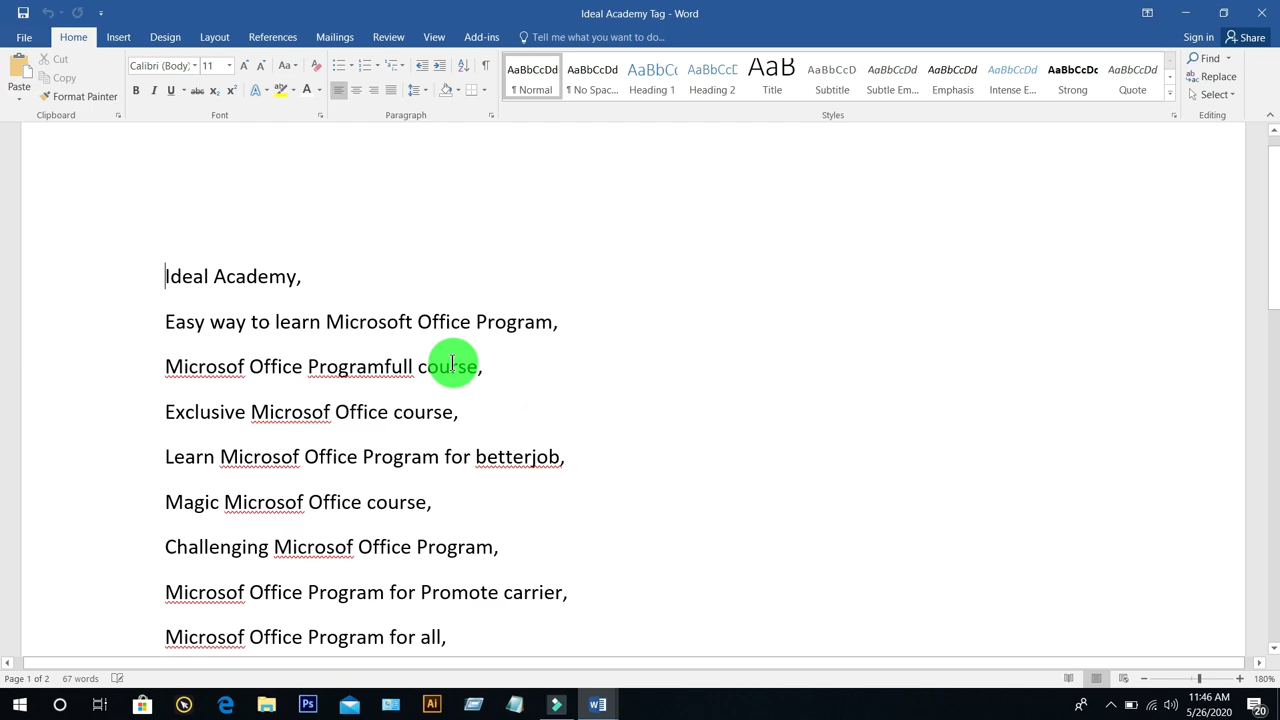 Ideal Academy Tag - Word
File Home Insert Design Layout References Mailings Review View Add-ins Tell me what you want to do... Sign in Share
Paste
Cut
Copy
Format Painter
Clipboard
Calibri (Body) 11
Font
Paragraph
AaBbCcDd AaBbCcDd AaBbCc AaBbCcD AaB AaBbCcD AaBbCcDd AaBbCcDd AaBbCcDd AaBbCcDc AaBbCcDd
¶ Normal ¶ No Spac... Heading 1 Heading 2 Title Subtitle Subtle Em... Emphasis Intense E... Strong Quote
Styles
Find
Replace
Select
Editing
Ideal Academy,
Easy way to learn Microsoft Office Program,
Microsof Office Programfull course,
Exclusive Microsof Office course,
Learn Microsof Office Program for betterjob,
Magic Microsof Office course,
Challenging Microsof Office Program,
Microsof Office Program for Promote carrier,
Microsof Office Program for all,
Page 1 of 2 67 words
180%
11:46 AM
5/26/2020
20